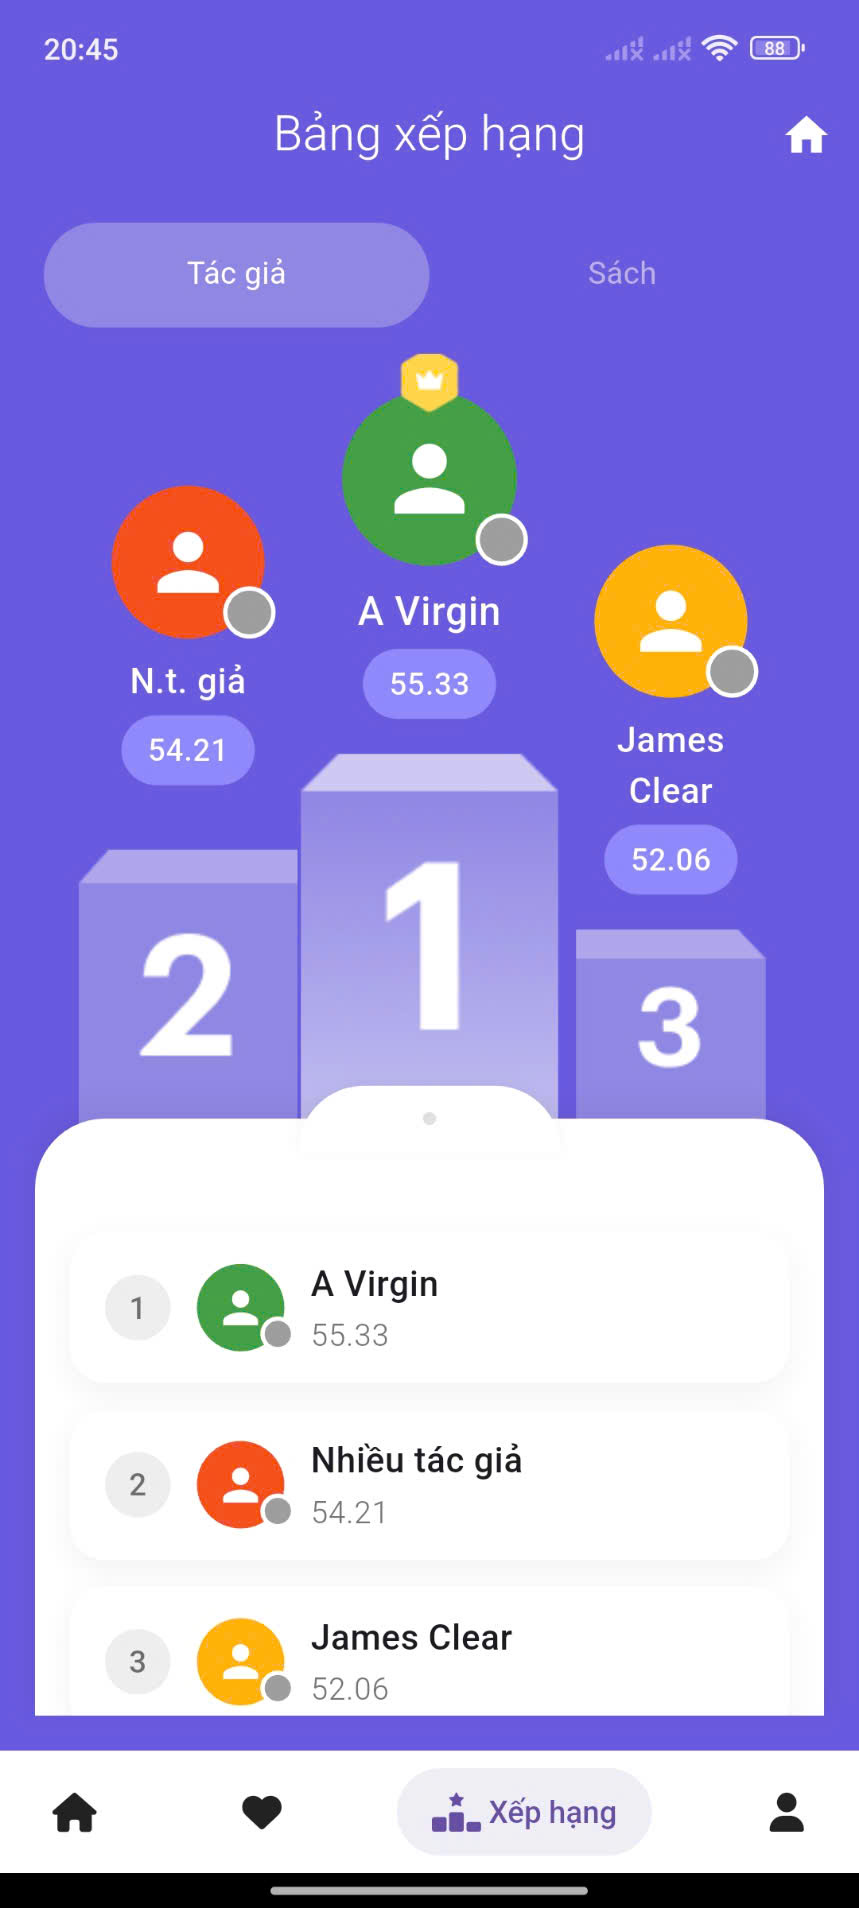 20:45
88
Bảng xếp hạng
Tác giả
Sách
A Virgin
55.33
N.t. giả
54.21
James
Clear
52.06
1
2
3
1
A Virgin
55.33
2
Nhiều tác giả
54.21
3
James Clear
52.06
Xếp hạng